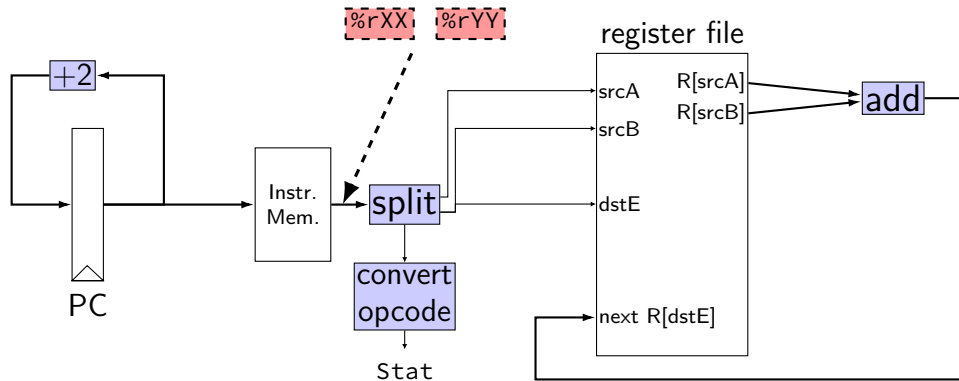 %rXX %rYY
register file
+2
srcA
srcB
dstE
next R[dstE]
R[srcA]
R[srcB]
add
Instr.
Mem.
split
convert
opcode
Stat
PC